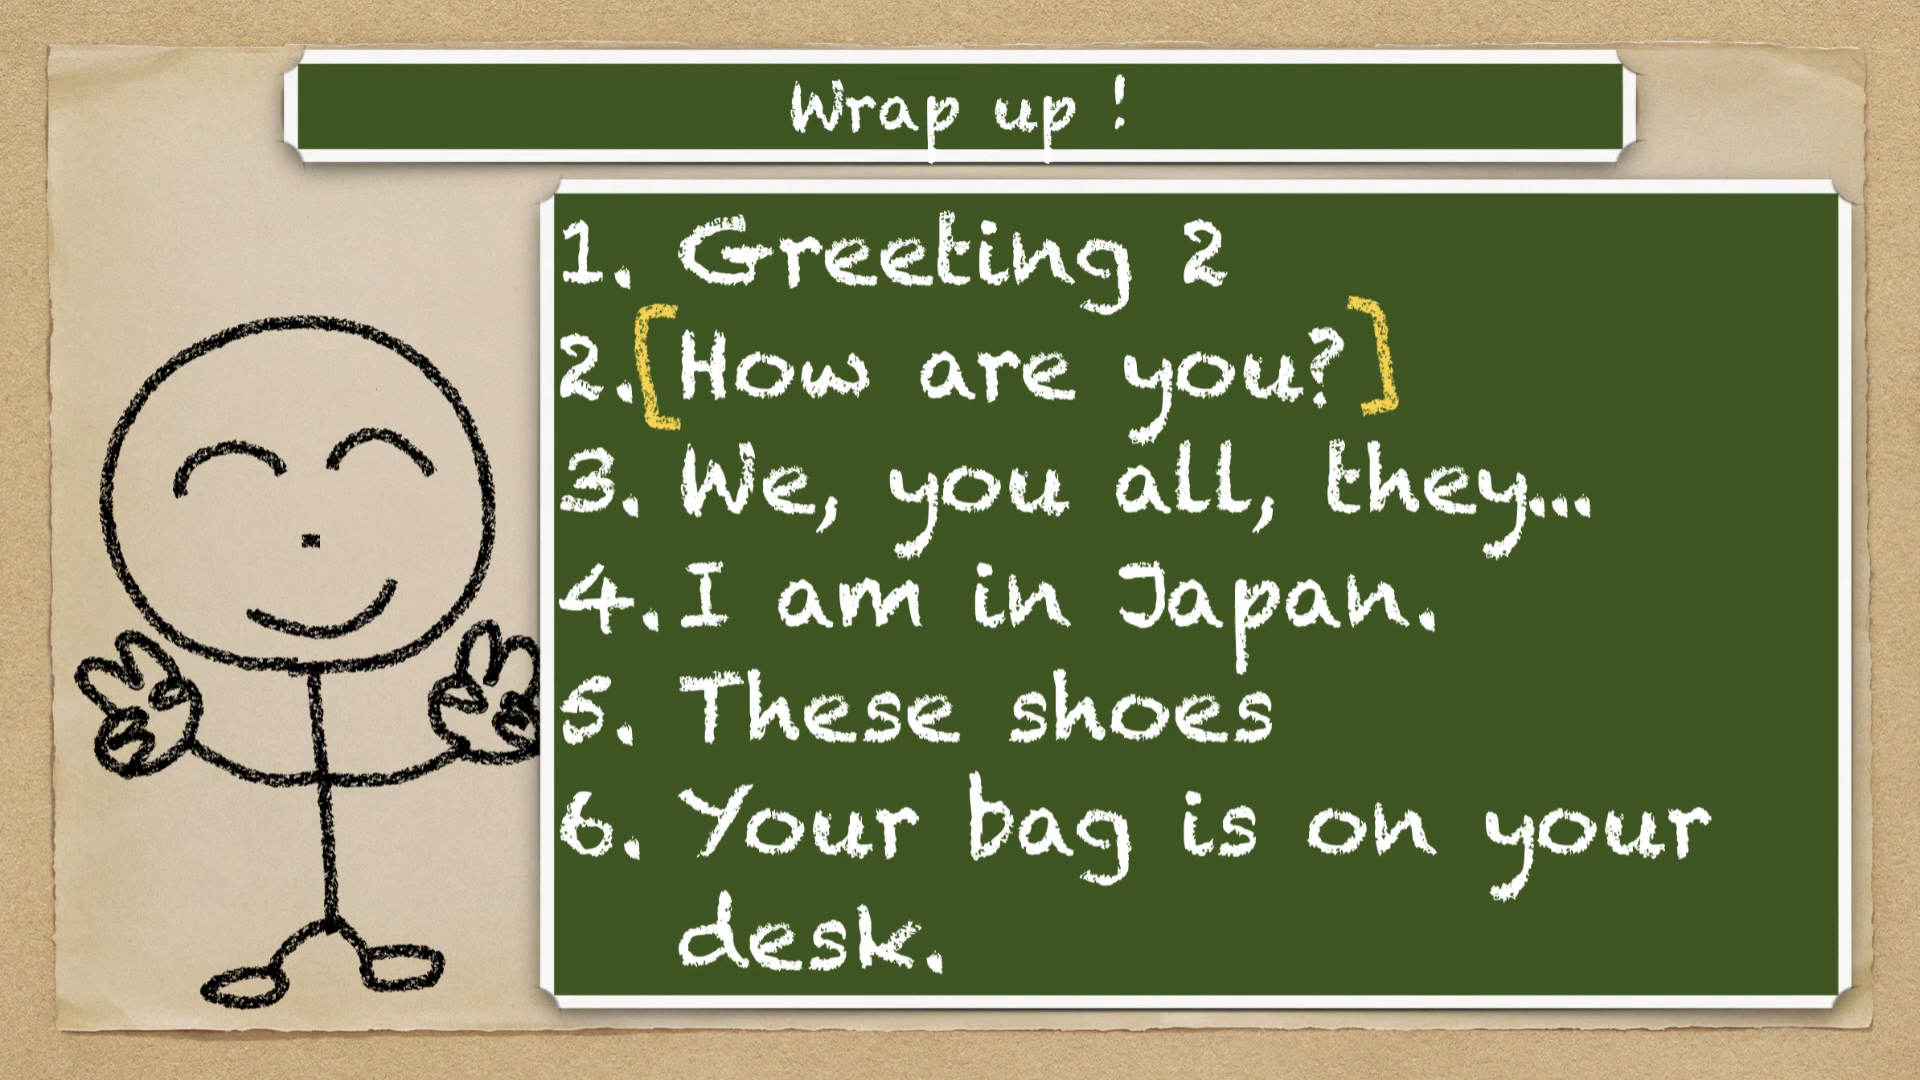 Wrap up !
1. Greeting 2
2. [How are you?]
3. We, you all, they...
4. I am in Japan.
5. These shoes
6. Your bag is on your
desk.